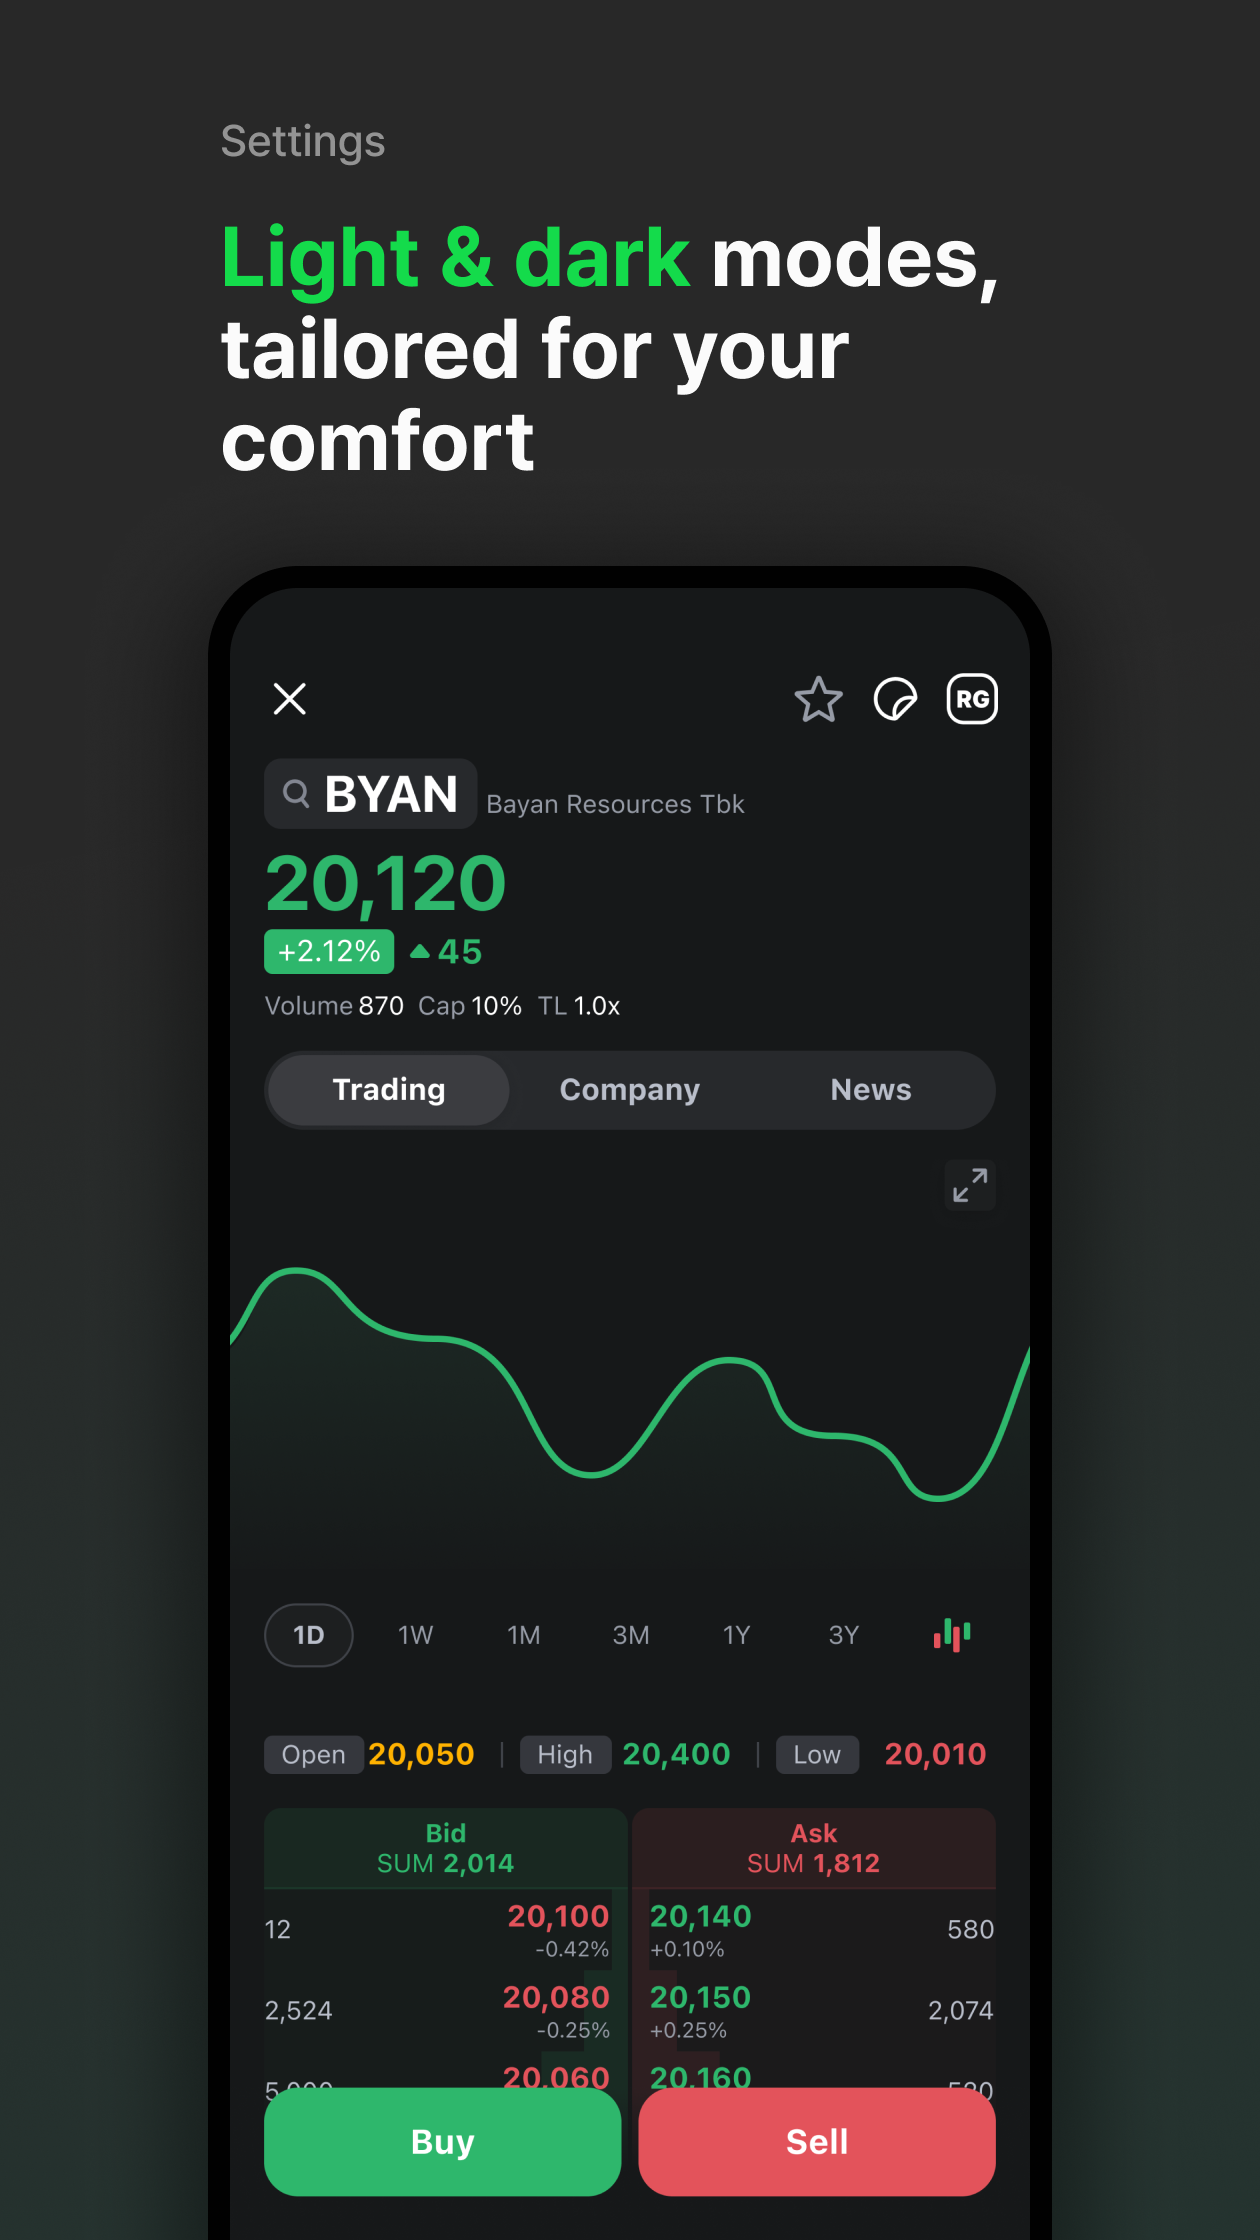 Settings
Light & dark modes,
tailored for your
comfort
RG
BYAN Bayan Resources Tbk
20,120
+2.12% 45
Volume 870 Cap 10% TL 1.0x
Trading Company News
1D 1W 1M 3M 1Y 3Y
Open 20,050 High 20,400 Low 20,010
Bid Ask
SUM 2,014 SUM 1,812
12 20,100 20,140 580
-0.42% +0.10%
2,524 20,080 20,150 2,074
-0.25% +0.25%
20,060 20,160
Buy Sell